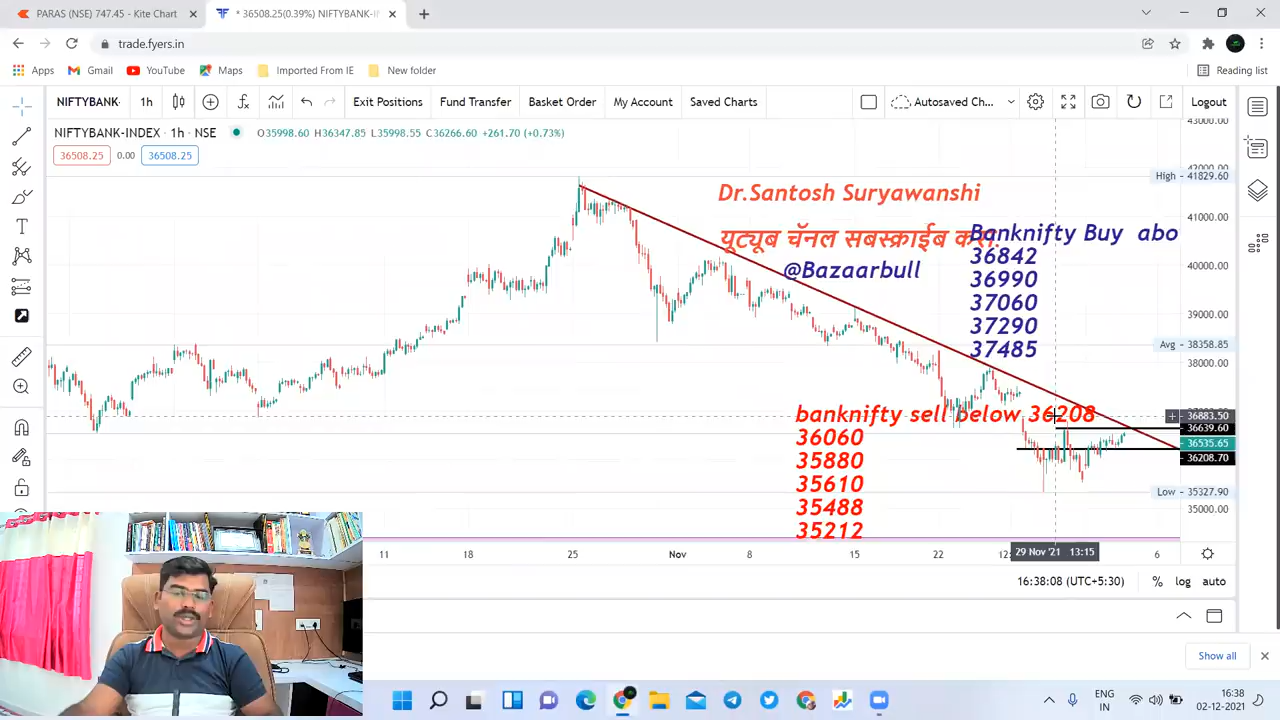 PARAS (NSE) 747.45 - Kite Chart
* 36508.25(0.39%) NIFTYBANK-I
trade.fyers.in
Apps Gmail YouTube Maps Imported From IE New folder Reading list
NIFTYBANK- 1h Exit Positions Fund Transfer Basket Order My Account Saved Charts Autosaved Ch... Logout
NIFTYBANK-INDEX · 1h · NSE O35998.60 H36347.85 L35998.55 C36266.60 +261.70 (+0.73%)
36508.25 0.00 36508.25
43000.00
42000.00
High 41829.60
41000.00
40000.00
39000.00
Avg 38358.85
38000.00
36883.50
36639.60
36535.65
36208.70
Low 35327.90
35000.00
Dr.Santosh Suryawanshi
यूट्यूब चॅनल सबस्क्राईब करा.
@Bazaarbull
Banknifty Buy abo
36842
36990
37060
37290
37485
banknifty sell below 36208
36060
35880
35610
35488
35212
11 18 25 Nov 8 15 22 29 Nov '21 13:15 6
16:38:08 (UTC+5:30) % log auto
Show all
ENG
IN
16:38
02-12-2021